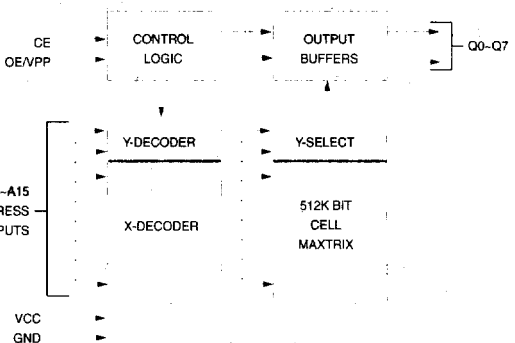 CE
OE/VPP
CONTROL
LOGIC
OUTPUT
BUFFERS
Q0~Q7
Y-DECODER
Y-SELECT
~A15
RESS
PUTS
X-DECODER
512K BIT
CELL
MAXTRIX
VCC
GND